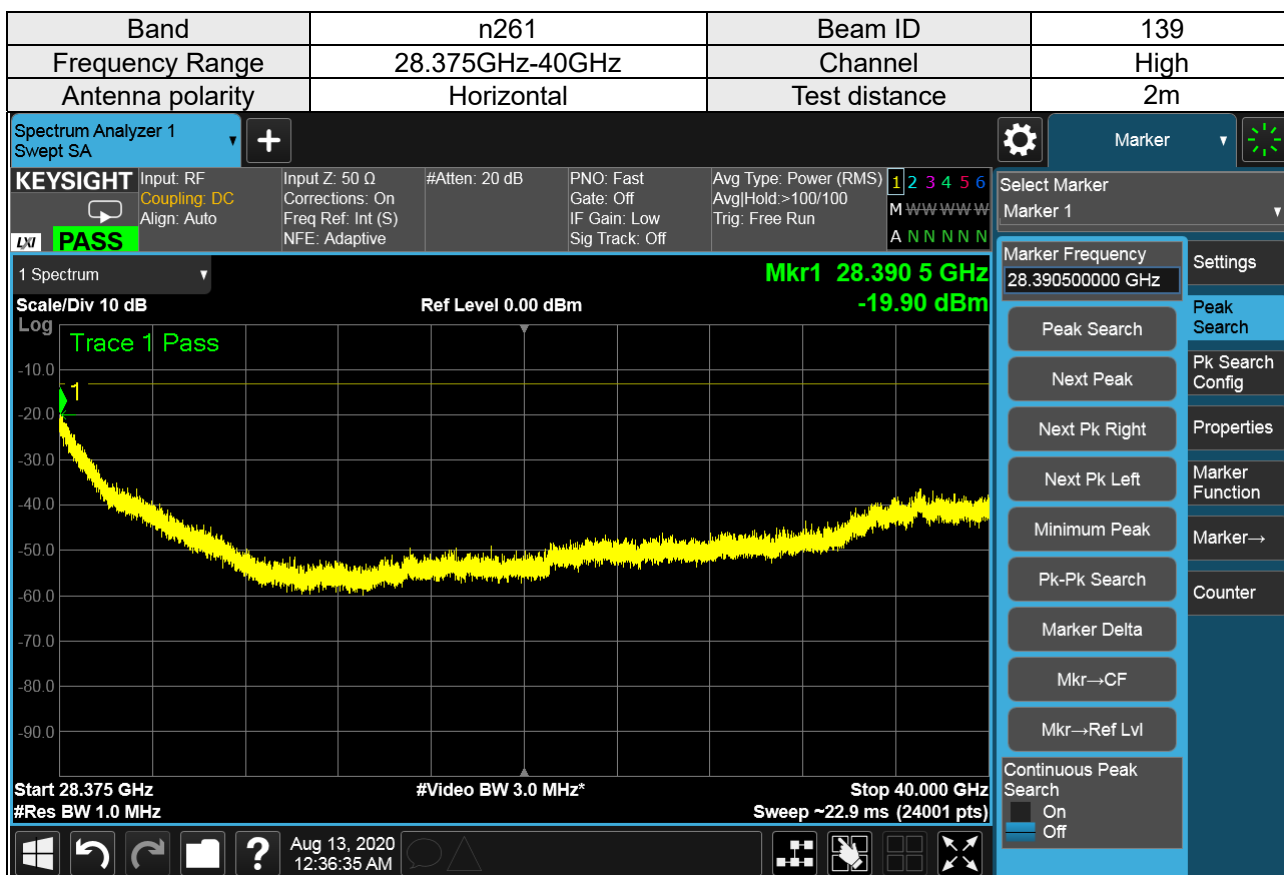 Band n261 Beam ID 139
Frequency Range 28.375GHz-40GHz Channel High
Antenna polarity Horizontal Test distance 2m
Spectrum Analyzer 1
Swept SA
+
Marker
KEYSIGHT
LXI PASS
Input: RF
Coupling: DC
Align: Auto
Input Z: 50 Ω
Corrections: On
Freq Ref: Int (S)
NFE: Adaptive
#Atten: 20 dB
PNO: Fast
Gate: Off
IF Gain: Low
Sig Track: Off
Avg Type: Power (RMS)
Avg|Hold:>100/100
Trig: Free Run
1 2 3 4 5 6
M W W W W W
A N N N N N
Select Marker
Marker 1
1 Spectrum
Mkr1 28.390 5 GHz
-19.90 dBm
Scale/Div 10 dB
Ref Level 0.00 dBm
Log
Trace 1 Pass
1
-10.0
-20.0
-30.0
-40.0
-50.0
-60.0
-70.0
-80.0
-90.0
Start 28.375 GHz
#Video BW 3.0 MHz*
Stop 40.000 GHz
#Res BW 1.0 MHz
Sweep ~22.9 ms (24001 pts)
Marker Frequency
28.390500000 GHz
Peak Search
Next Peak
Next Pk Right
Next Pk Left
Minimum Peak
Pk-Pk Search
Marker Delta
Mkr→CF
Mkr→Ref Lvl
Continuous Peak
Search
On
Off
Settings
Peak
Search
Pk Search
Config
Properties
Marker
Function
Marker→
Counter
?
Aug 13, 2020
12:36:35 AM